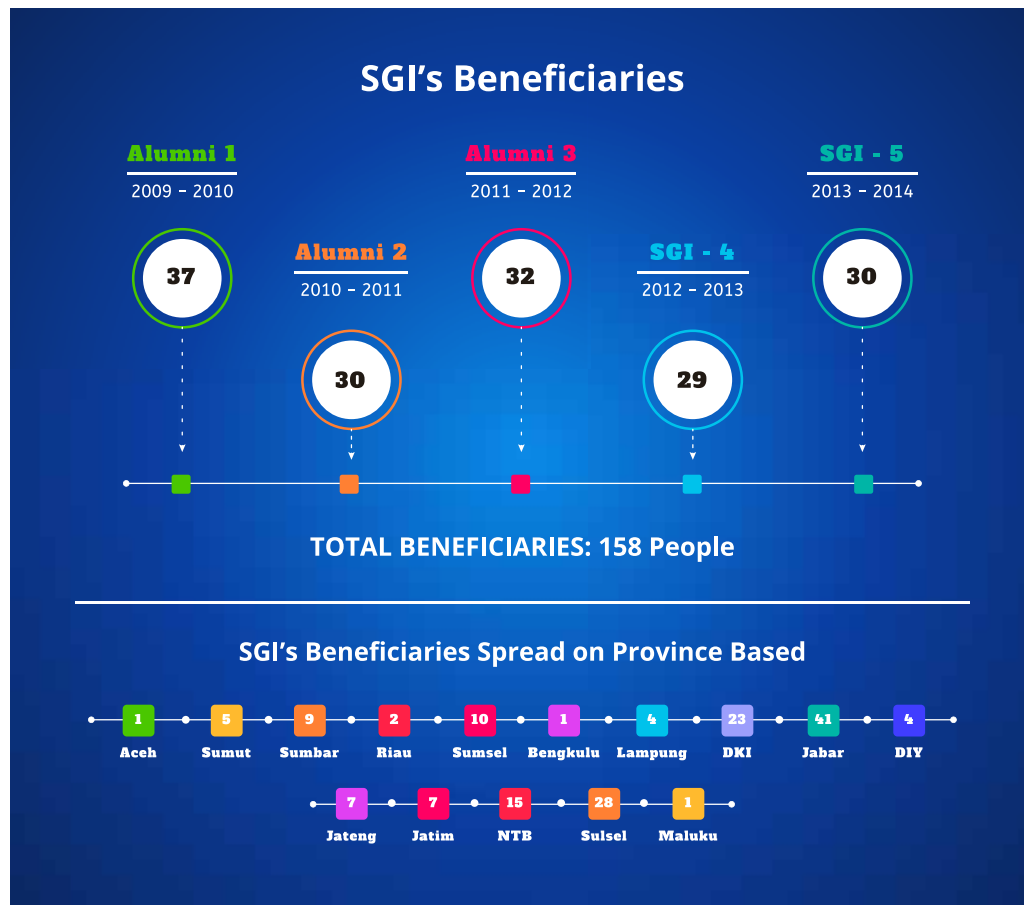 SGI’s Beneficiaries
Alumni 1
2009 – 2010
37
Alumni 2
2010 – 2011
30
Alumni 3
2011 – 2012
32
SGI - 4
2012 – 2013
29
SGI - 5
2013 – 2014
30
TOTAL BENEFICIARIES: 158 People
SGI’s Beneficiaries Spread on Province Based
1 5 9 2 10 1 4 23 41 4
Aceh Sumut Sumbar Riau Sumsel Bengkulu Lampung DKI Jabar DIY
7 7 15 28 1
Jateng Jatim NTB Sulsel Maluku